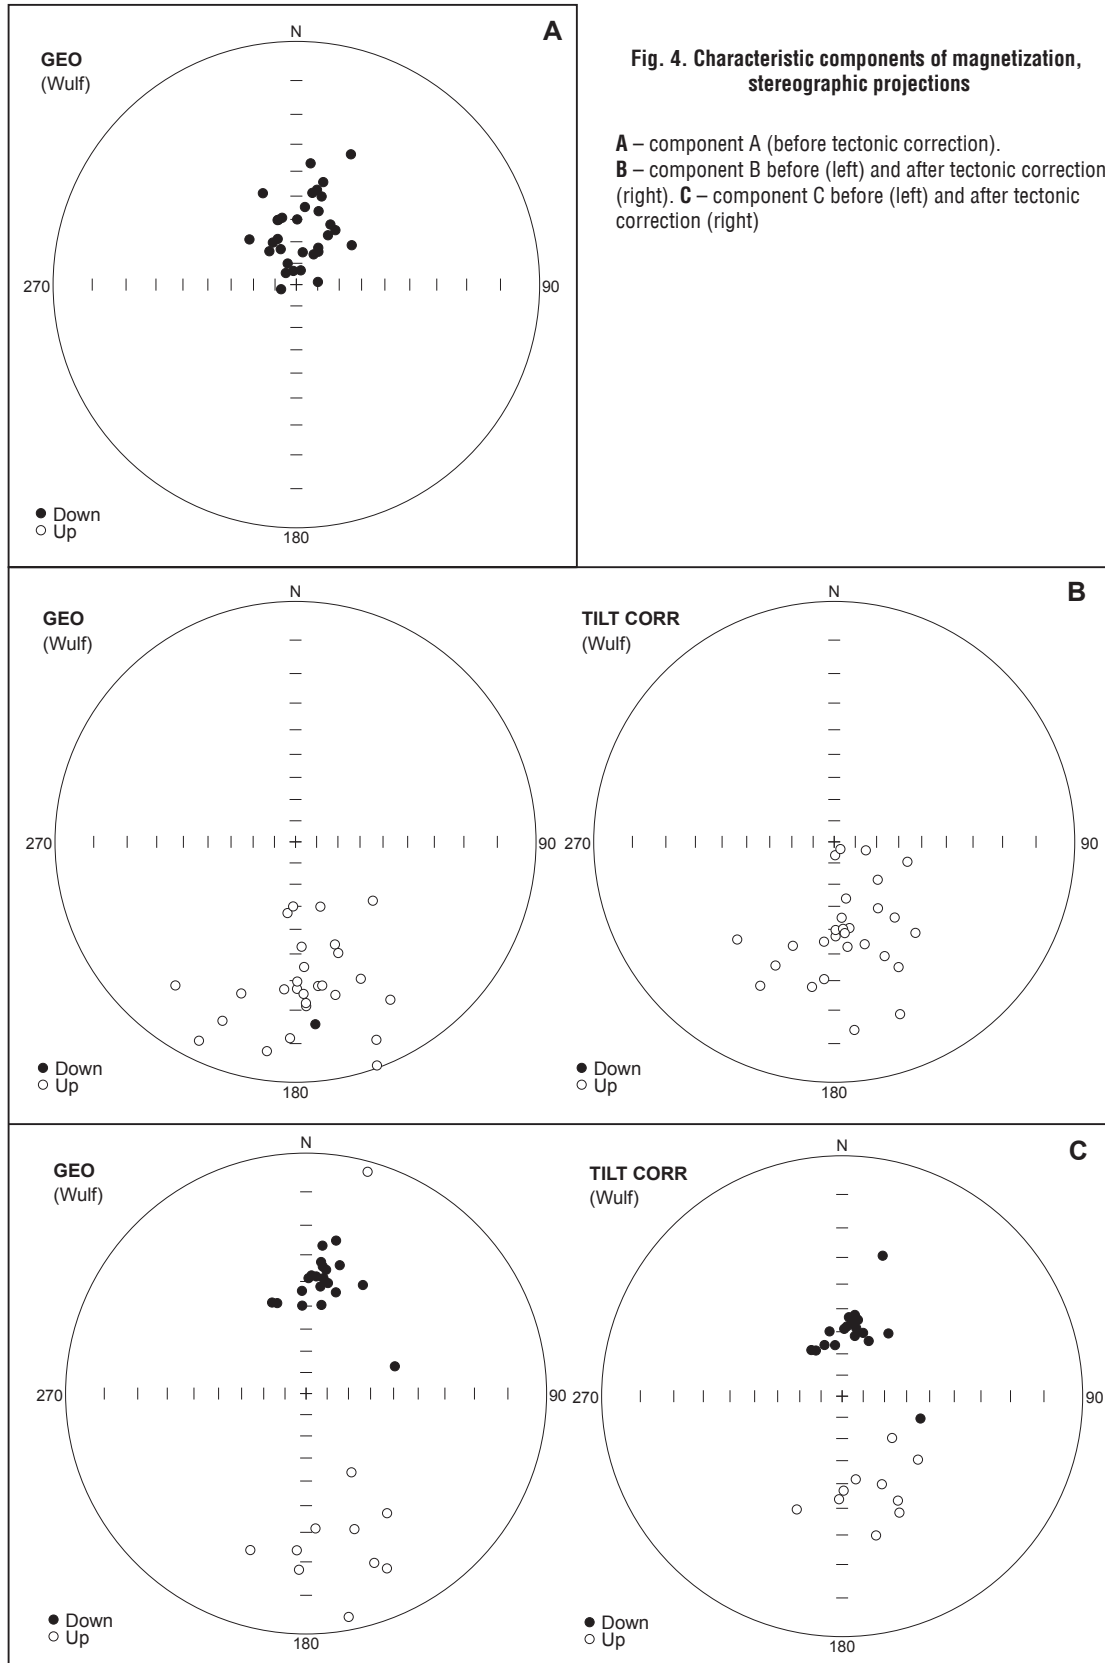 A
N
GEO
(Wulf)
270
90
Down
Up
180
Fig. 4. Characteristic components of magnetization,
stereographic projections
A – component A (before tectonic correction).
B – component B before (left) and after tectonic correction
(right). C – component C before (left) and after tectonic
correction (right)
B
N
GEO
(Wulf)
270
90
Down
Up
180
N
TILT CORR
(Wulf)
270
90
Down
Up
180
C
N
GEO
(Wulf)
270
90
Down
Up
180
N
TILT CORR
(Wulf)
270
90
Down
Up
180